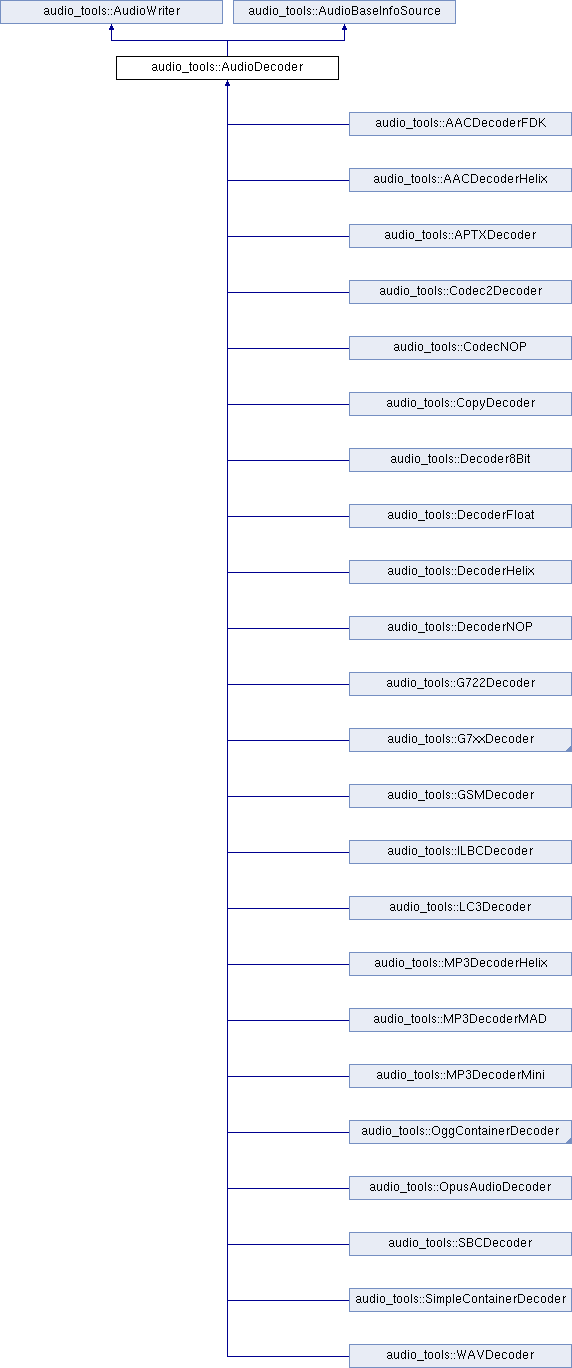 audio_tools::AudioWriter
audio_tools::AudioBaseInfoSource
audio_tools::AudioDecoder
audio_tools::AACDecoderFDK
audio_tools::AACDecoderHelix
audio_tools::APTXDecoder
audio_tools::Codec2Decoder
audio_tools::CodecNOP
audio_tools::CopyDecoder
audio_tools::Decoder8Bit
audio_tools::DecoderFloat
audio_tools::DecoderHelix
audio_tools::DecoderNOP
audio_tools::G722Decoder
audio_tools::G7xxDecoder
audio_tools::GSMDecoder
audio_tools::ILBCDecoder
audio_tools::LC3Decoder
audio_tools::MP3DecoderHelix
audio_tools::MP3DecoderMAD
audio_tools::MP3DecoderMini
audio_tools::OggContainerDecoder
audio_tools::OpusAudioDecoder
audio_tools::SBCDecoder
audio_tools::SimpleContainerDecoder
audio_tools::WAVDecoder